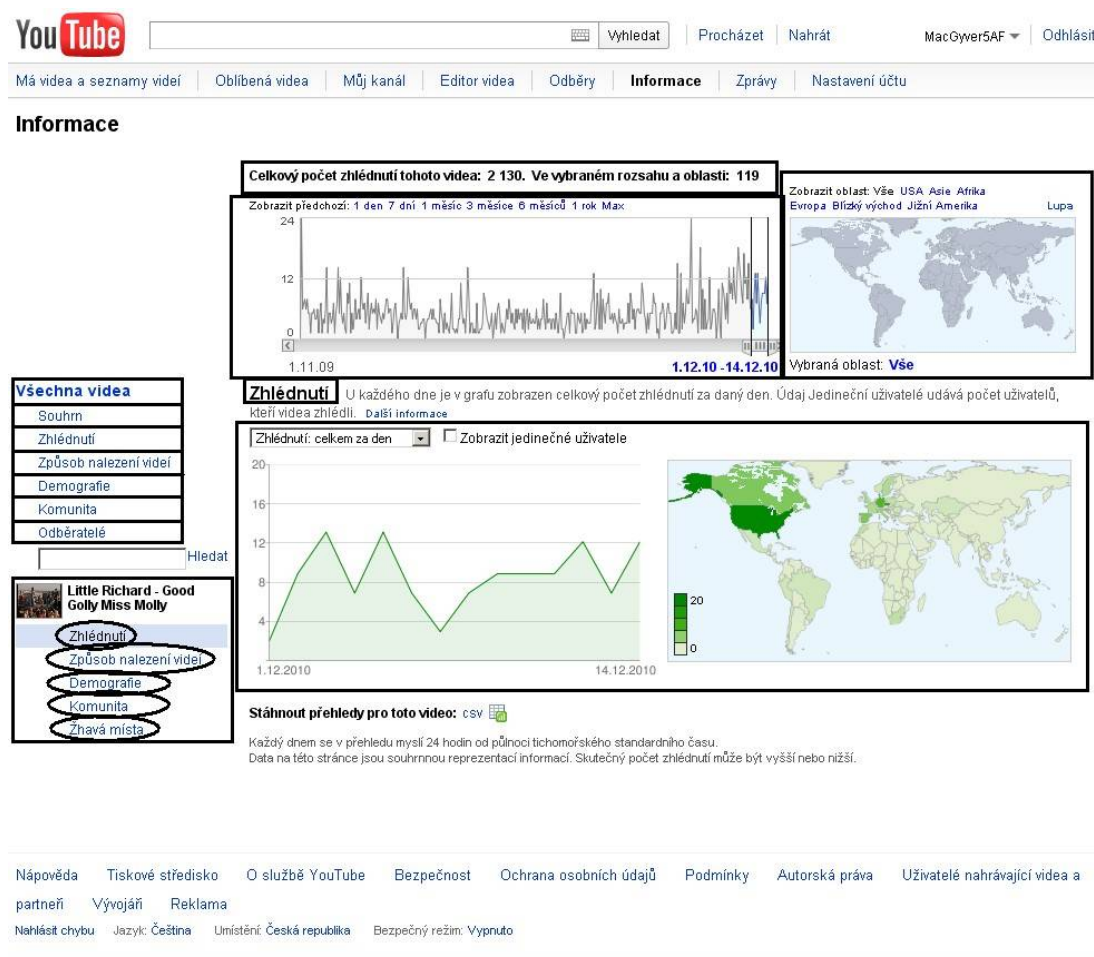 YouTube
Vyhledat Procházet Nahrát MacGyver5AF Odhlásit
Má videa a seznamy videí Oblíbená videa Můj kanál Editor videa Odběry Informace Zprávy Nastavení účtu
Informace
Celkový počet zhlédnutí tohoto videa: 2 130. Ve vybraném rozsahu a oblasti: 119
Zobrazit předchozí: 1 den 7 dní 1 měsíc 3 měsíce 6 měsíců 1 rok Max
24
12
0
1.11.09 1.12.10 -14.12.10
Zobrazit oblast: Vše USA Asie Afrika
Evropa Blízký východ Jižní Amerika Lupa
Vybraná oblast: Vše
Všechna videa
Souhrn
Zhlédnutí
Způsob nalezení videí
Demografie
Komunita
Odběratelé
Hledat
Little Richard - Good
Golly Miss Molly
Zhlédnutí
Způsob nalezení videí
Demografie
Komunita
Žhavá místa
Zhlédnutí U každého dne je v grafu zobrazen celkový počet zhlédnutí za daný den. Údaj Jedineční uživatelé udává počet uživatelů,
kteří videa zhlédli. Další informace
Zhlédnutí: celkem za den Zobrazit jedinečné uživatele
20
16
12
8
4
1.12.2010 14.12.2010
20
0
Stáhnout přehledy pro toto video: CSV
Každý dnem se v přehledu myslí 24 hodin od půlnoci tichomořského standardního času.
Data na této stránce jsou souhrnnou reprezentací informací. Skutečný počet zhlédnutí může být vyšší nebo nižší.
Nápověda Tiskové středisko O službě YouTube Bezpečnost Ochrana osobních údajů Podmínky Autorská práva Uživatelé nahrávající videa a
partneři Vývojáři Reklama
Nahlásit chybu Jazyk: Čeština Umístění: Česká republika Bezpečný režim: Vypnuto